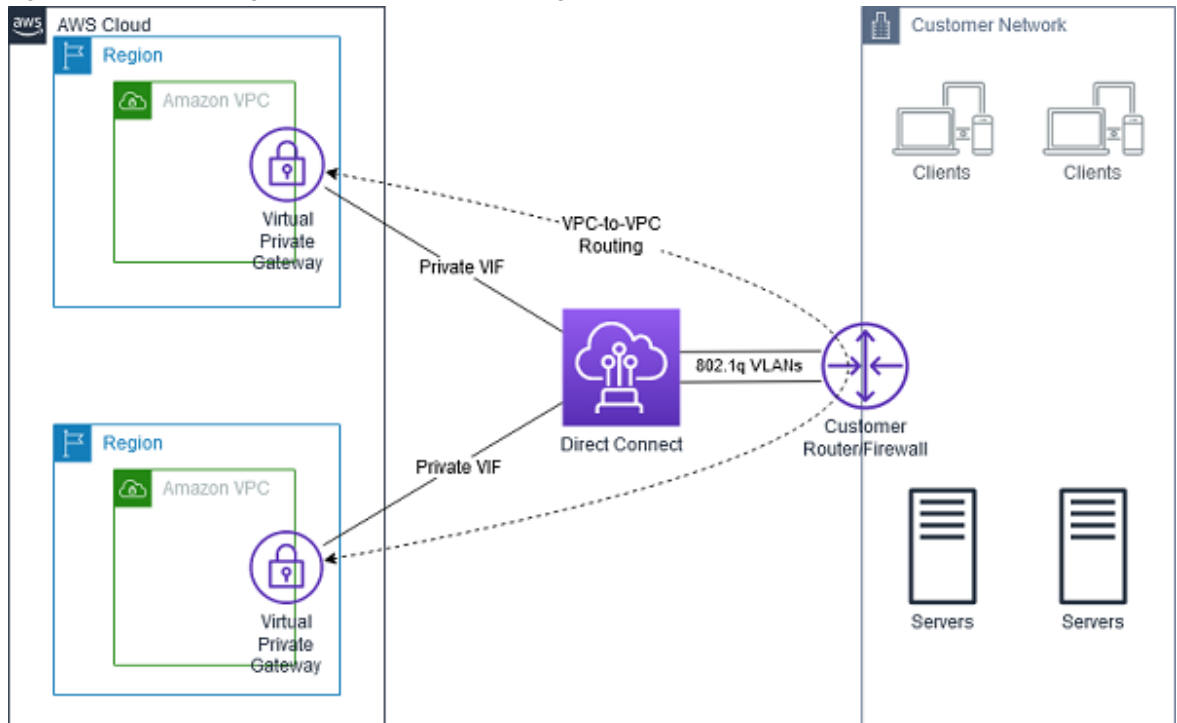 aws
AWS Cloud
Region
Amazon VPC
Virtual
Private
Gateway
Private VIF
VPC-to-VPC
Routing
Direct Connect
802.1q VLANs
Customer
Router/Firewall
Region
Amazon VPC
Private VIF
Virtual
Private
Gateway
Customer Network
Clients
Clients
Servers
Servers